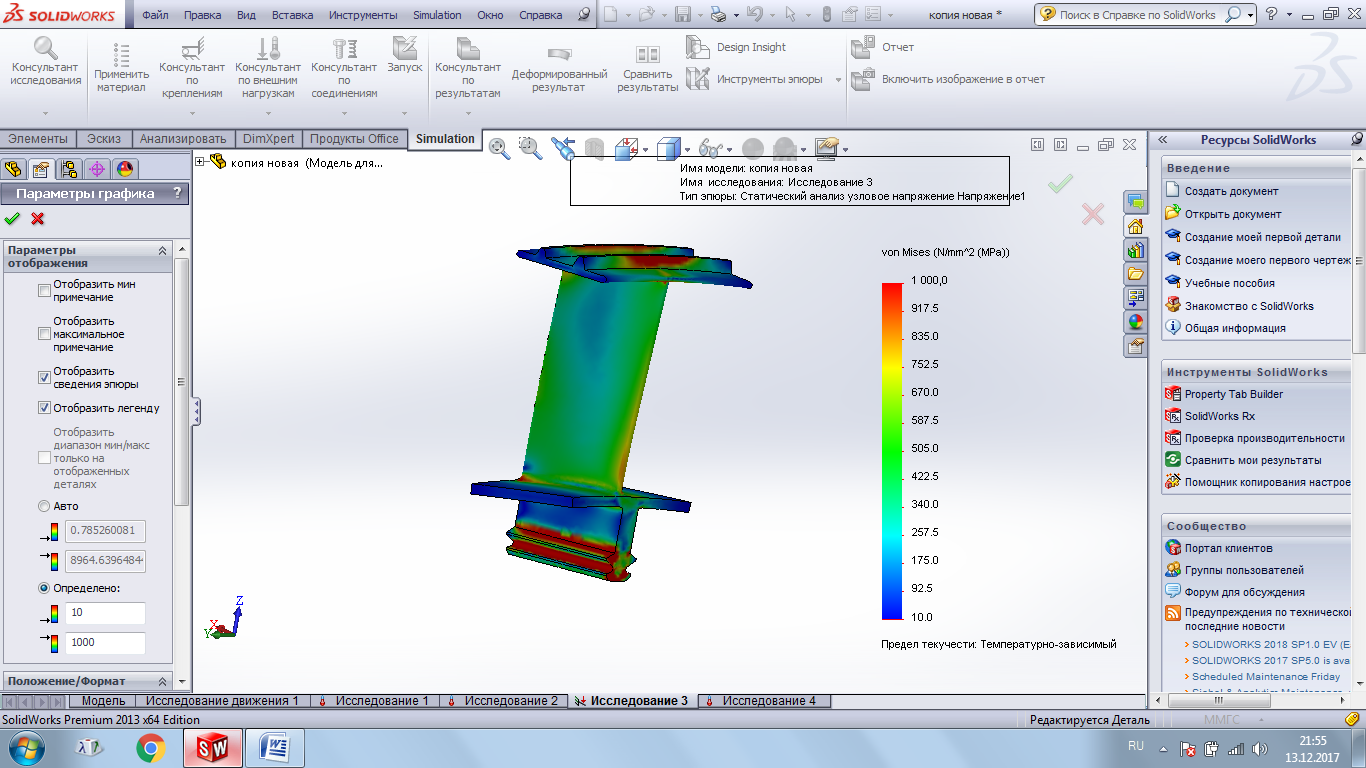 SOLIDWORKS
Файл Правка Вид Вставка Инструменты Simulation Окно Справка
копия новая *
Поиск в Справке по SolidWorks
?
Консультант
исследования
Применить
материал
Консультант
по
креплениям
Консультант
по внешним
нагрузкам
Консультант
по
соединениям
Запуск
Консультант
по
результатам
Деформированный
результат
Сравнить
результаты
Design Insight
Инструменты эпюры
Отчет
Включить изображение в отчет
Элементы Эскиз Анализировать DimXpert Продукты Office Simulation
Параметры графика ?
Параметры
отображения
Отобразить мин
примечание
Отобразить
максимальное
примечание
Отобразить
сведения эпюры
Отобразить легенду
Отобразить
диапазон мин/макс
только на
отображенных
деталях
Авто
0.785260081
8964.63964844
Определено:
10
1000
Положение/Формат
копия новая (Модель для...
Имя модели: копия новая
Имя исследования: Исследование 3
Тип эпюры: Статический анализ узловое напряжение Напряжение1
von Mises (N/mm^2 (MPa))
1 000,0
917.5
835.0
752.5
670.0
587.5
505.0
422.5
340.0
257.5
175.0
92.5
10.0
Предел текучести: Температурно-зависимый
Z
X
Y
Ресурсы SolidWorks
Введение
Создать документ
Открыть документ
Создание моей первой детали
Создание моего первого чертеж
Учебные пособия
Знакомство с SolidWorks
Общая информация
Инструменты SolidWorks
Property Tab Builder
SolidWorks Rx
Проверка производительности
Сравнить мои результаты
Помощник копирования настрое
Сообщество
Портал клиентов
Группы пользователей
Форум для обсуждения
Предупреждения по техническо
последние новости
SOLIDWORKS 2018 SP1.0 EV (E
SOLIDWORKS 2017 SP5.0 is ava
Scheduled Maintenance Friday
Модель Исследование движения 1 Исследование 1 Исследование 2 Исследование 3 Исследование 4
SolidWorks Premium 2013 x64 Edition
Редактируется Деталь
ММГС
RU
21:55
13.12.2017